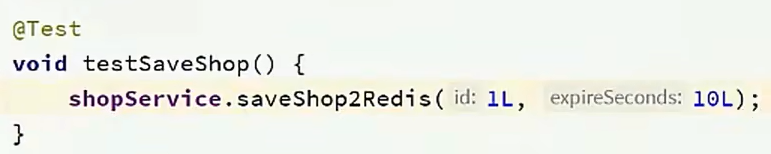 @Test
void testSaveShop() {
    shopService.saveShop2Redis( id: 1L,  expireSeconds: 10L);
}